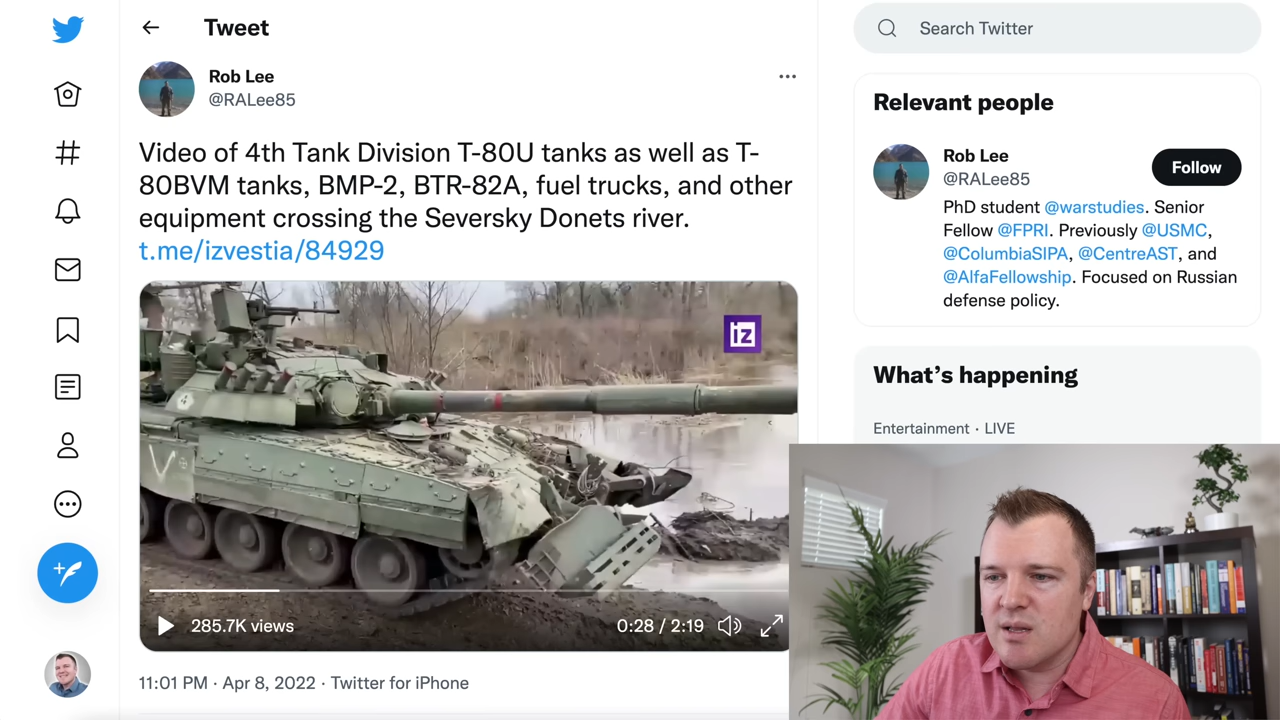 Tweet
Rob Lee
@RALee85
Video of 4th Tank Division T-80U tanks as well as T-
80BVM tanks, BMP-2, BTR-82A, fuel trucks, and other
equipment crossing the Seversky Donets river.
t.me/izvestia/84929
iz
V
0:28 / 2:19
285.7K views
11:01 PM · Apr 8, 2022 · Twitter for iPhone
Search Twitter
Relevant people
Rob Lee
@RALee85
Follow
PhD student @warstudies. Senior
Fellow @FPRI. Previously @USMC,
@ColumbiaSIPA, @CentreAST, and
@AlfaFellowship. Focused on Russian
defense policy.
What's happening
Entertainment · LIVE